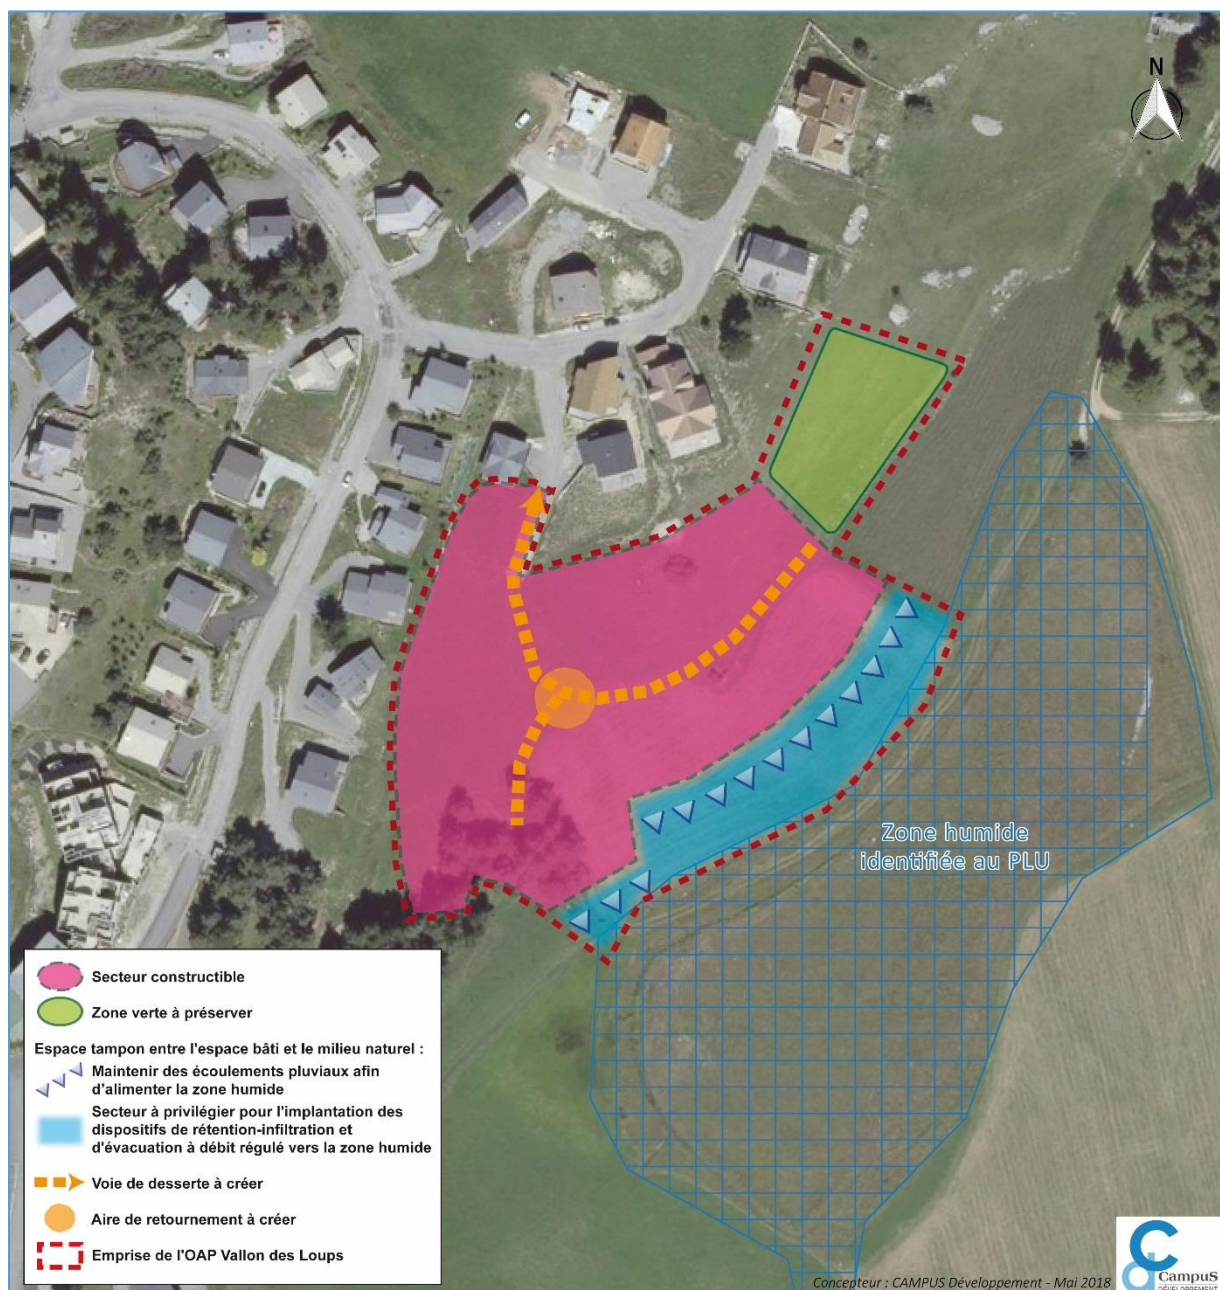 N
Zone humide
identifiée au PLU
Secteur constructible
Zone verte à préserver
Espace tampon entre l'espace bâti et le milieu naturel :
Maintenir des écoulements pluviaux afin
d'alimenter la zone humide
Secteur à privilégier pour l'implantation des
dispositifs de rétention-infiltration et
d'évacuation à débit régulé vers la zone humide
Voie de desserte à créer
Aire de retournement à créer
Emprise de l'OAP Vallon des Loups
Concepteur : CAMPUS Développement - Mai 2018
CampuS
DÉVELOPPEMENT